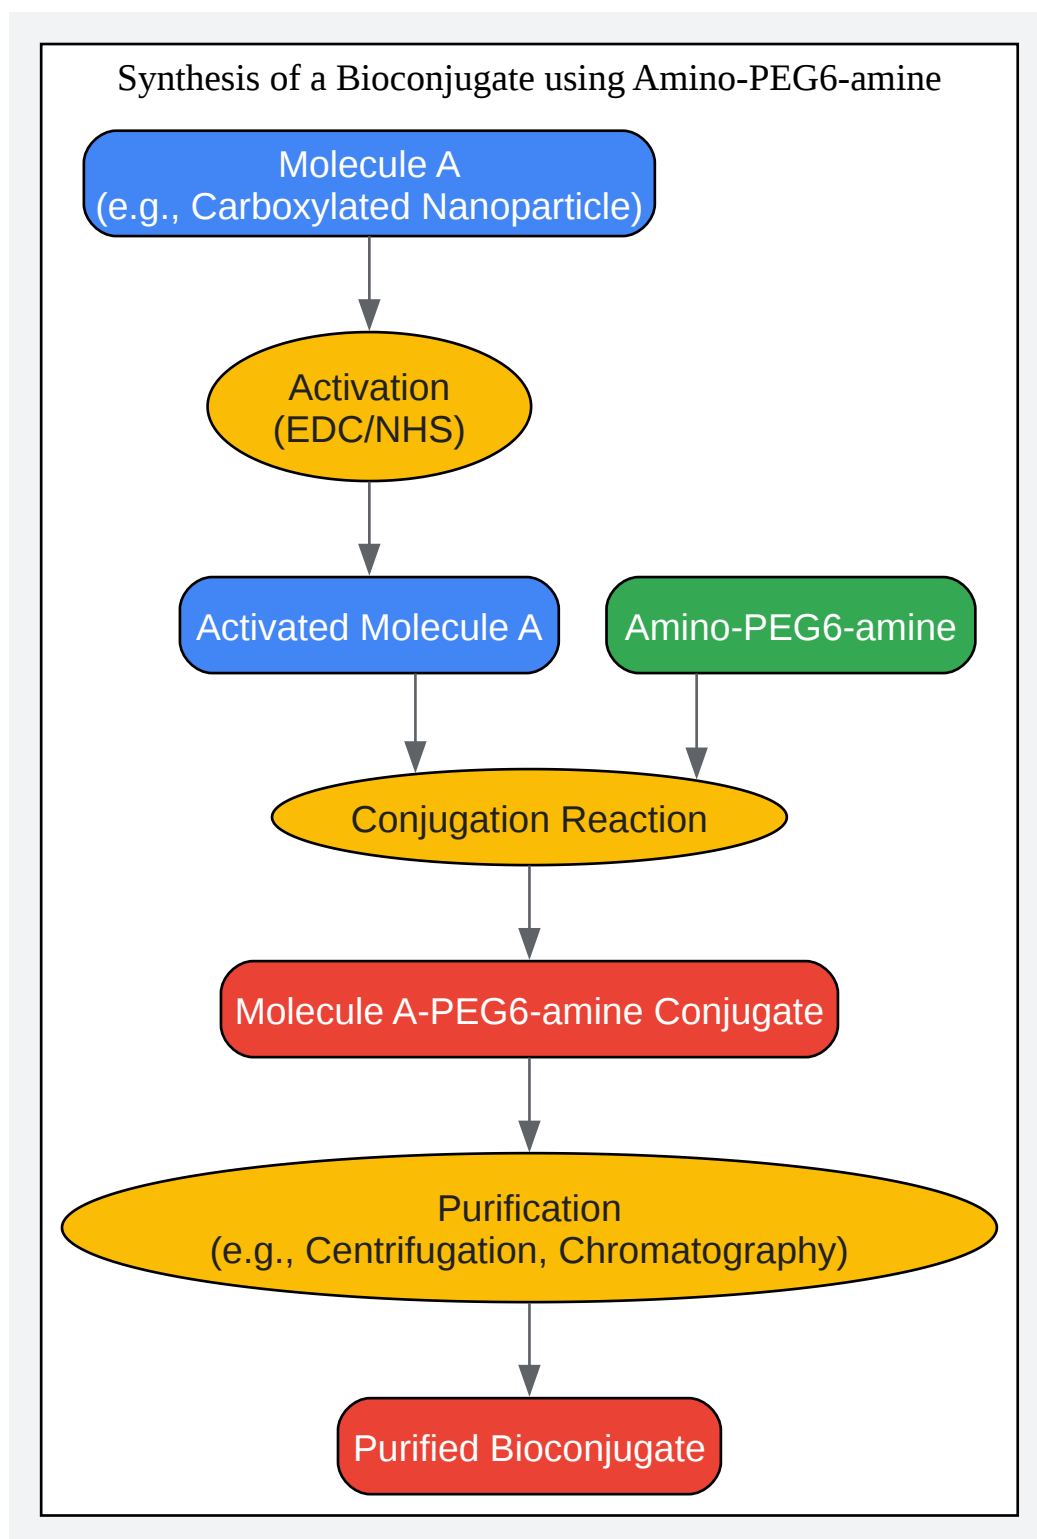 Synthesis of a Bioconjugate using Amino-PEG6-amine
Molecule A
(e.g., Carboxylated Nanoparticle)
Activation
(EDC/NHS)
Activated Molecule A
Amino-PEG6-amine
Conjugation Reaction
Molecule A-PEG6-amine Conjugate
Purification
(e.g., Centrifugation, Chromatography)
Purified Bioconjugate